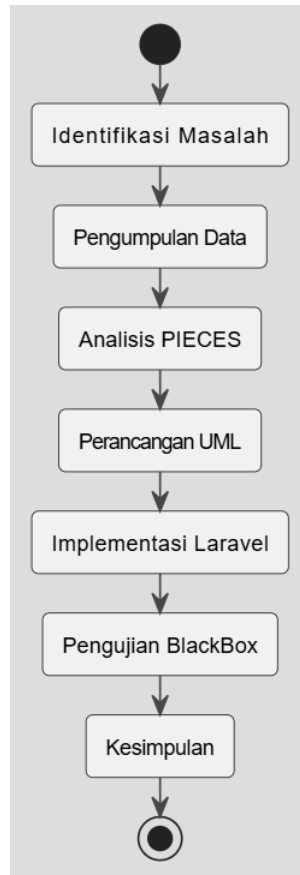 Identifikasi Masalah
Pengumpulan Data
Analisis PIECES
Perancangan UML
Implementasi Laravel
Pengujian BlackBox
Kesimpulan